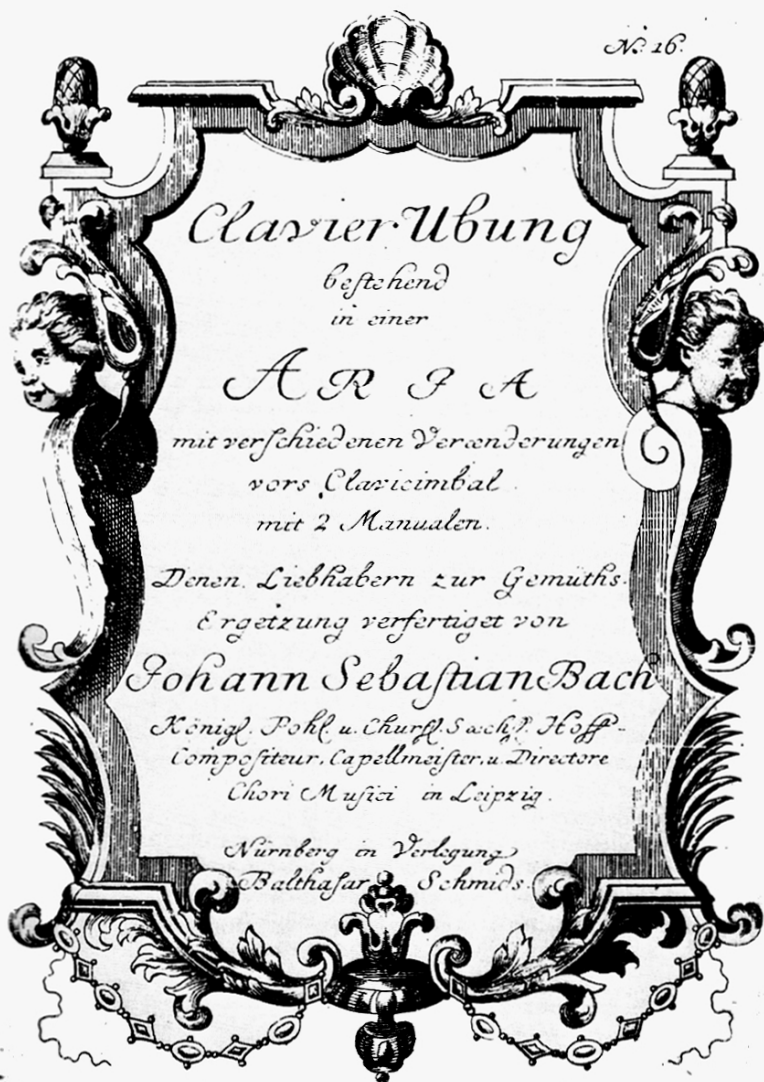 No. 16.
Clavier Ubung
bestehend
in einer
ARIA
mit verschiedenen Verænderungen
vors Clavicimbal
mit 2 Manualen.
Denen Liebhabern zur Gemüths-
Ergetzung verfertiget von
Johann Sebastian Bach
Königl. Pohl. u. Churfl. Sæchs. Hoff-
Compositeur, Capellmeister, u. Directore
Chori Musici in Leipzig.
Nürnberg in Verlegung
Balthasar Schmids.